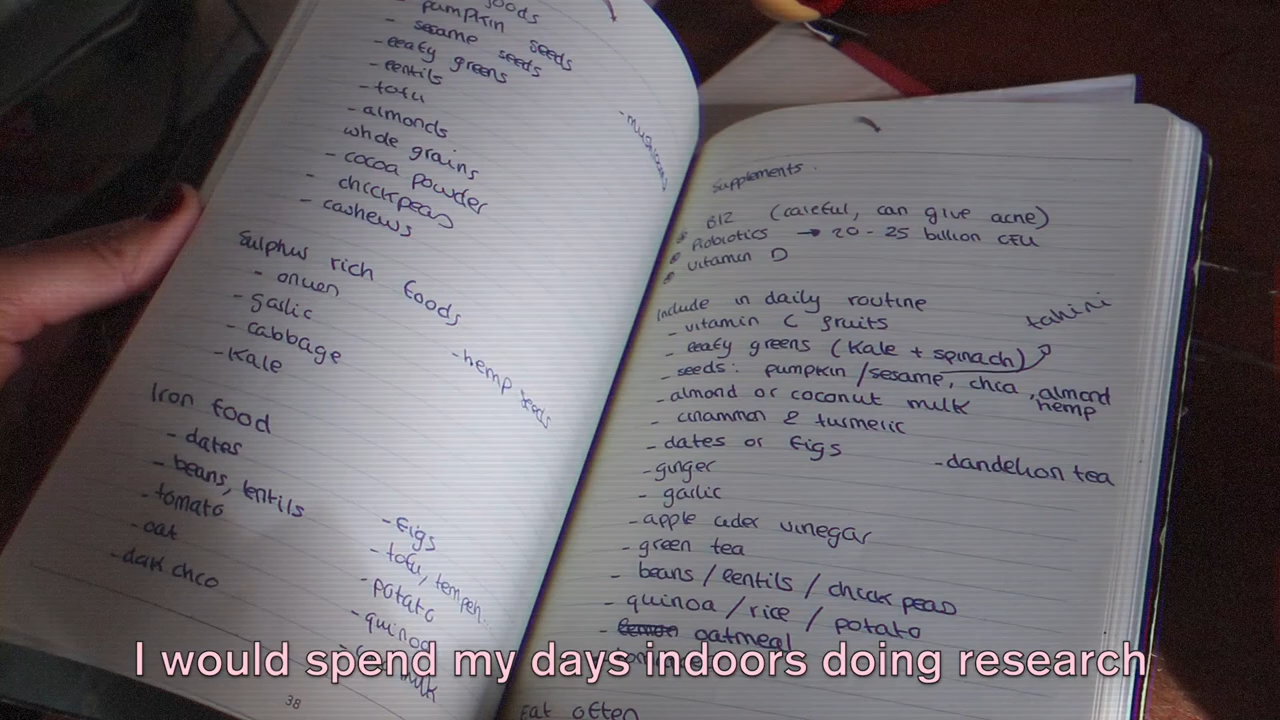 foods
- pumpkin seeds
- sesame seeds
- leafy greens
- lentils
- tofu
- almonds
whole grains
- cocoa powder
- chickpeas
- cashews
- mushrooms
Sulphur rich foods
- onion
- garlic
- cabbage
- kale
- hemp seeds
Iron food
- dates
- beans, lentils
- tomato
- oat
- dark choco
- figs
- tofu, tempeh...
- potato
- quinoa
milk
38
Supplements.
B12 (careful, can give acne)
Probiotics → 20 - 25 billion CFU
vitamin D
Include in daily routine
- vitamin C fruits
- leafy greens (kale + spinach)
tahini
- seeds: pumpkin / sesame, chia, almond
hemp
- almond or coconut milk
- cinammon & turmeric
- dates or figs
- dandelion tea
- ginger
- garlic
- apple cider vinegar
- green tea
- beans / lentils / chickpeas
- quinoa / rice / potato
- oatmeal
Eat often
I would spend my days indoors doing research